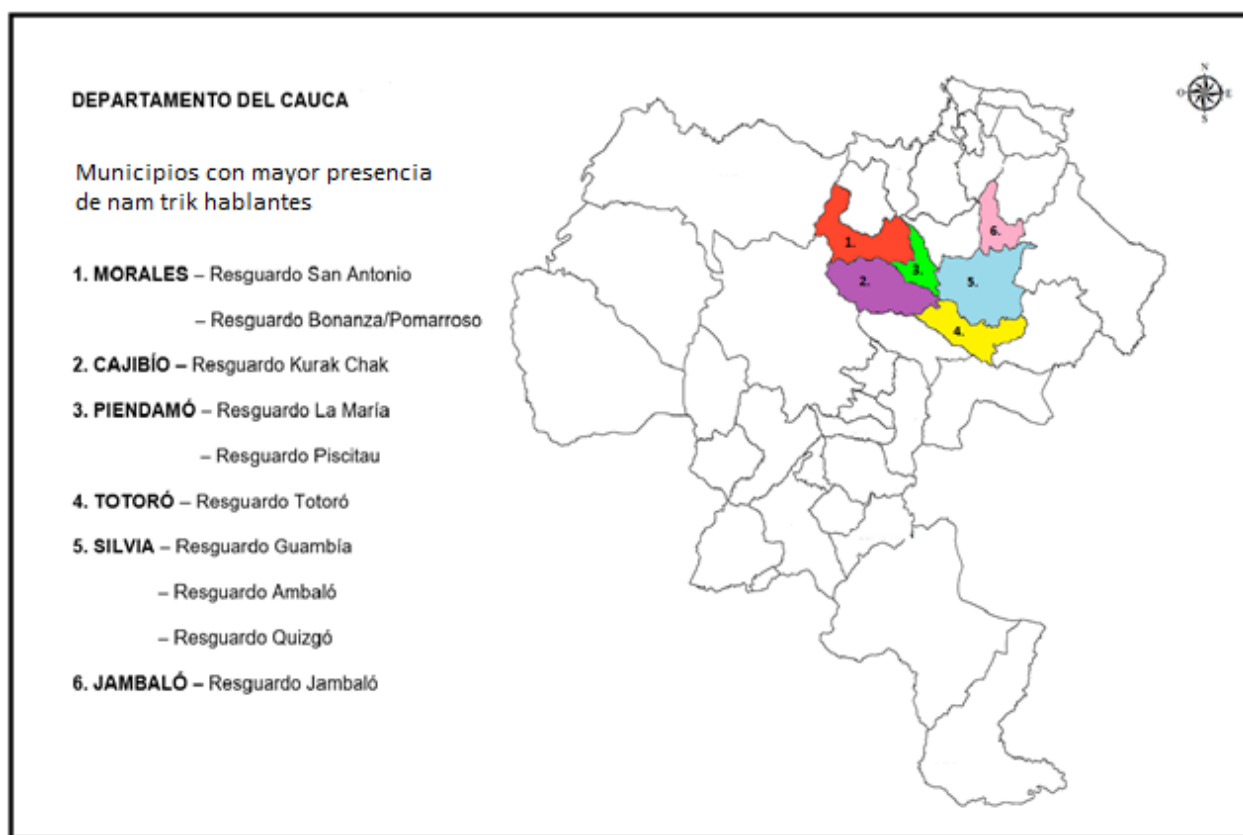 DEPARTAMENTO DEL CAUCA
Municipios con mayor presencia
de nam trik hablantes
1. MORALES – Resguardo San Antonio
– Resguardo Bonanza/Pomarroso
2. CAJIBÍO – Resguardo Kurak Chak
3. PIENDAMÓ – Resguardo La María
– Resguardo Piscitau
4. TOTORÓ – Resguardo Totoró
5. SILVIA – Resguardo Guambía
– Resguardo Ambaló
– Resguardo Quizgó
6. JAMBALÓ – Resguardo Jambaló
N
O E
S
1.
2.
3.
4.
5.
6.